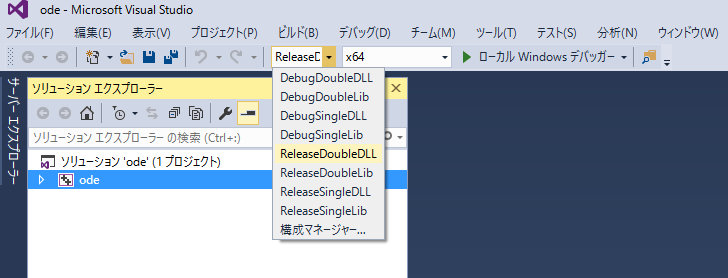 ode - Microsoft Visual Studio
ファイル(F) 編集(E) 表示(V) プロジェクト(P) ビルド(B) デバッグ(D) チーム(M) ツール(T) テスト(S) 分析(N) ウィンドウ(W)
ReleaseD x64 ローカル Windows デバッガー
サーバー エクスプローラー
ソリューション エクスプローラー
ソリューション エクスプローラー の検索 (Ctrl+;)
ソリューション 'ode' (1 プロジェクト)
ode
DebugDoubleDLL
DebugDoubleLib
DebugSingleDLL
DebugSingleLib
ReleaseDoubleDLL
ReleaseDoubleLib
ReleaseSingleDLL
ReleaseSingleLib
構成マネージャー...